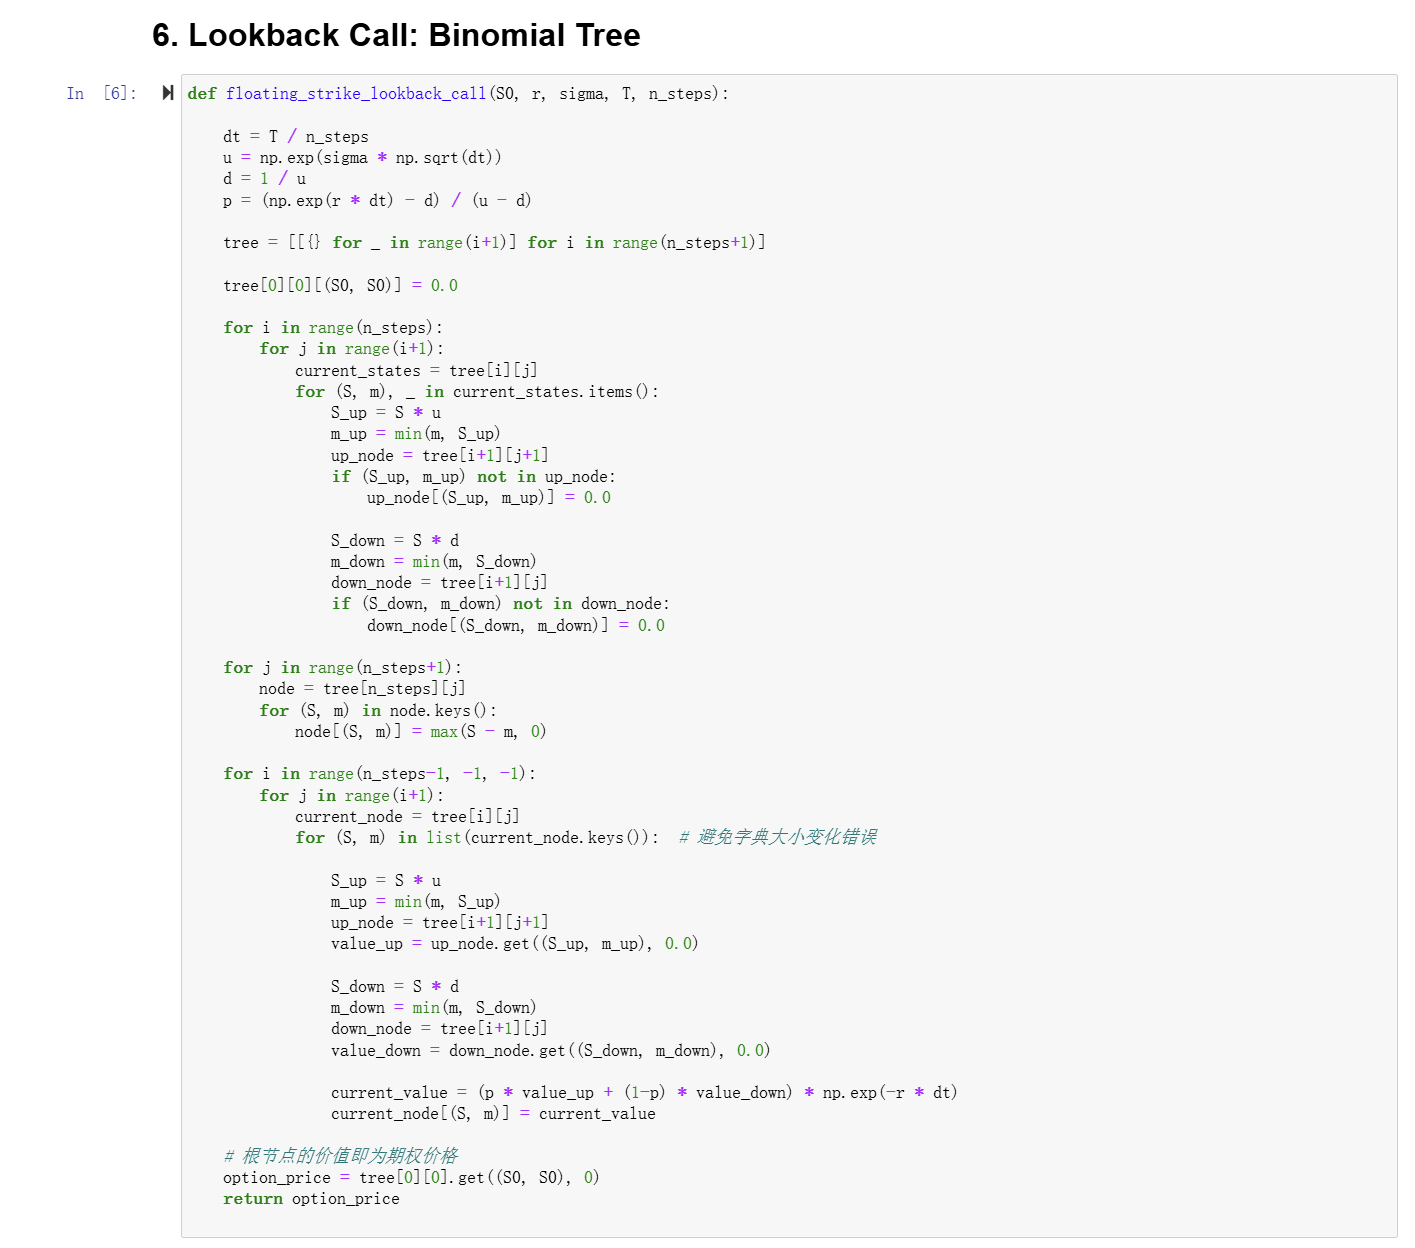 6. Lookback Call: Binomial Tree
In [6]:
def floating_strike_lookback_call(S0, r, sigma, T, n_steps):
dt = T / n_steps
u = np.exp(sigma * np.sqrt(dt))
d = 1 / u
p = (np.exp(r * dt) - d) / (u - d)
tree = [[{} for _ in range(i+1)] for i in range(n_steps+1)]
tree[0][0][(S0, S0)] = 0.0
for i in range(n_steps):
for j in range(i+1):
current_states = tree[i][j]
for (S, m), _ in current_states.items():
S_up = S * u
m_up = min(m, S_up)
up_node = tree[i+1][j+1]
if (S_up, m_up) not in up_node:
up_node[(S_up, m_up)] = 0.0
S_down = S * d
m_down = min(m, S_down)
down_node = tree[i+1][j]
if (S_down, m_down) not in down_node:
down_node[(S_down, m_down)] = 0.0
for j in range(n_steps+1):
node = tree[n_steps][j]
for (S, m) in node.keys():
node[(S, m)] = max(S - m, 0)
for i in range(n_steps-1, -1, -1):
for j in range(i+1):
current_node = tree[i][j]
for (S, m) in list(current_node.keys()): # 避免字典大小变化错误
S_up = S * u
m_up = min(m, S_up)
up_node = tree[i+1][j+1]
value_up = up_node.get((S_up, m_up), 0.0)
S_down = S * d
m_down = min(m, S_down)
down_node = tree[i+1][j]
value_down = down_node.get((S_down, m_down), 0.0)
current_value = (p * value_up + (1-p) * value_down) * np.exp(-r * dt)
current_node[(S, m)] = current_value
# 根节点的价值即为期权价格
option_price = tree[0][0].get((S0, S0), 0)
return option_price